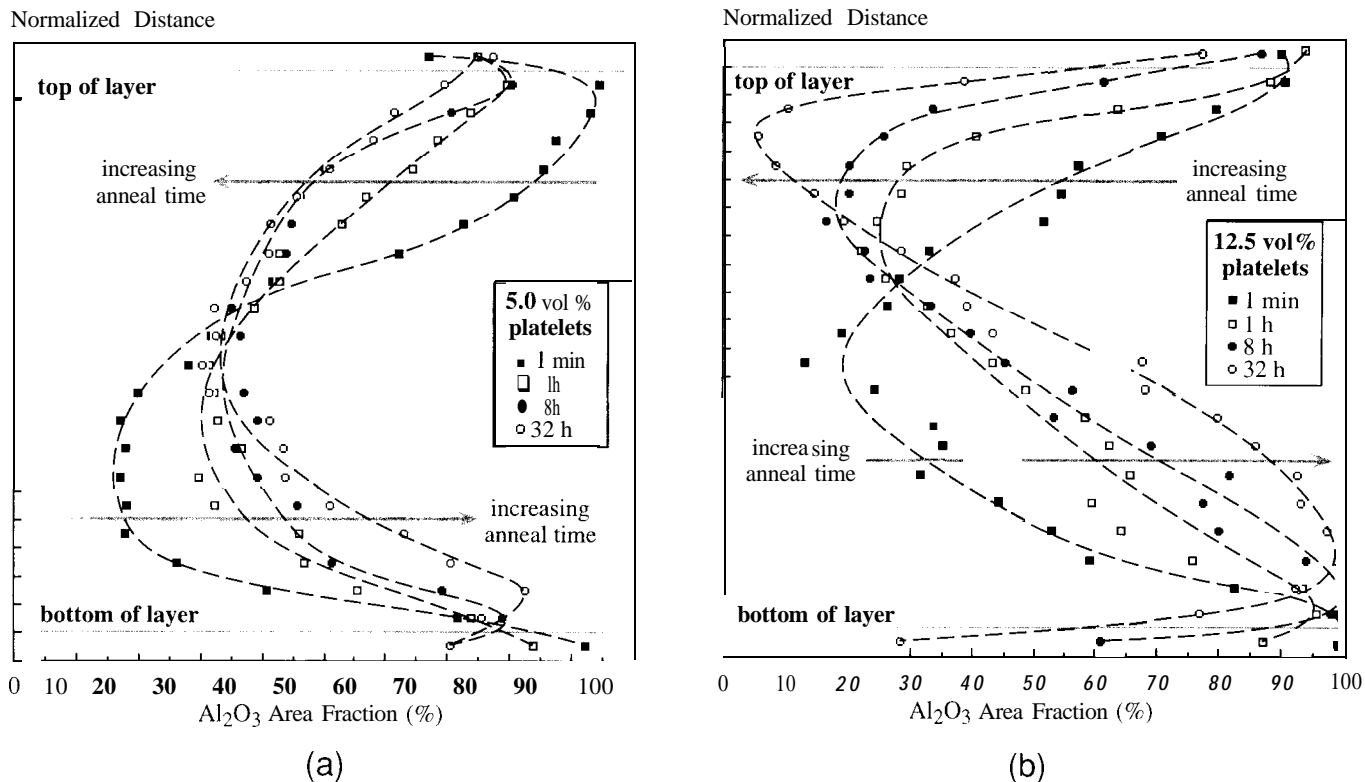 Normalized Distance
top of layer
increasing
anneal time
5.0 vol %
platelets
1 min
1h
8h
32 h
increasing
anneal time
bottom of layer
0 10 20 30 40 50 60 70 80 90 100
Al2O3 Area Fraction (%)
(a)
Normalized Distance
top of layer
increasing
anneal time
12.5 vol%
platelets
1 min
1 h
8 h
32 h
increasing
anneal time
bottom of layer
0 10 20 30 40 50 60 70 80 90 100
Al2O3 Area Fraction (%)
(b)